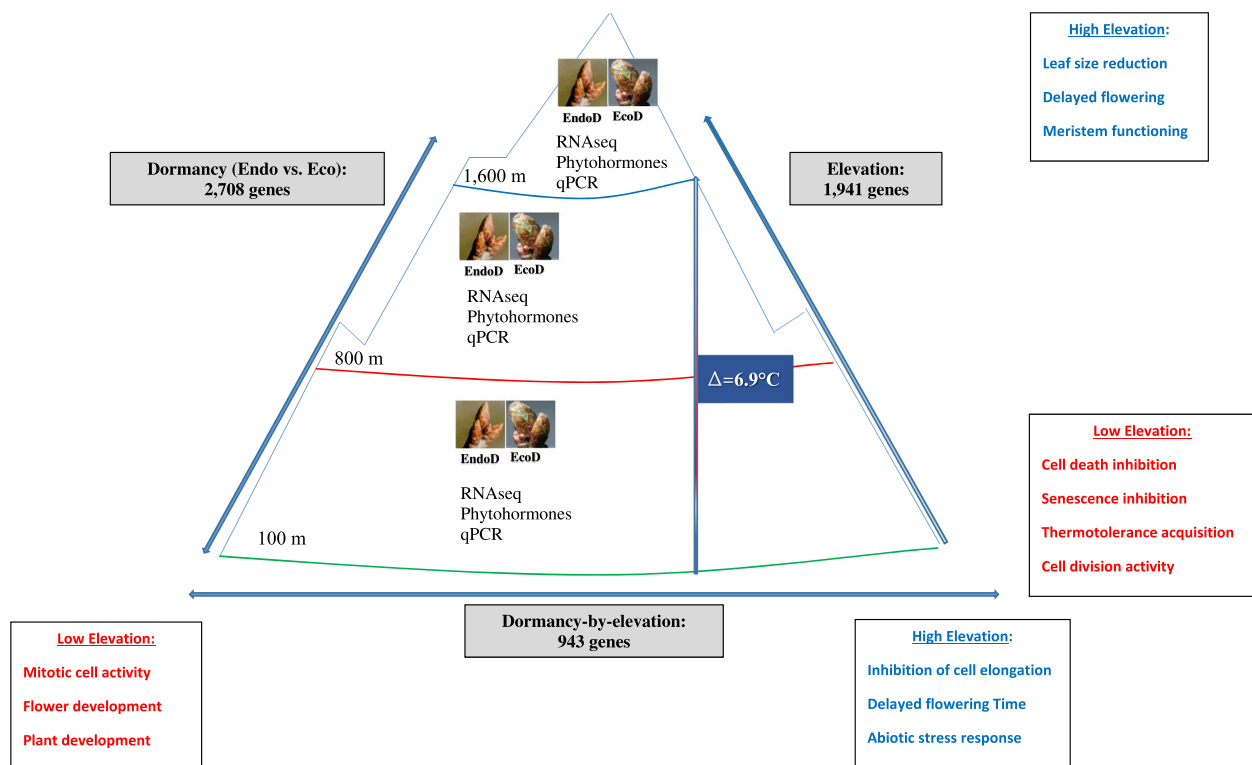 High Elevation:
Leaf size reduction
Delayed flowering
Meristem functioning
EndoD EcoD
RNAseq
Phytohormones
qPCR
Dormancy (Endo vs. Eco):
2,708 genes
1,600 m
Elevation:
1,941 genes
EndoD EcoD
RNAseq
Phytohormones
qPCR
800 m
Δ=6.9°C
EndoD EcoD
RNAseq
Phytohormones
qPCR
100 m
Low Elevation:
Cell death inhibition
Senescence inhibition
Thermotolerance acquisition
Cell division activity
Dormancy-by-elevation:
943 genes
Low Elevation:
Mitotic cell activity
Flower development
Plant development
High Elevation:
Inhibition of cell elongation
Delayed flowering Time
Abiotic stress response